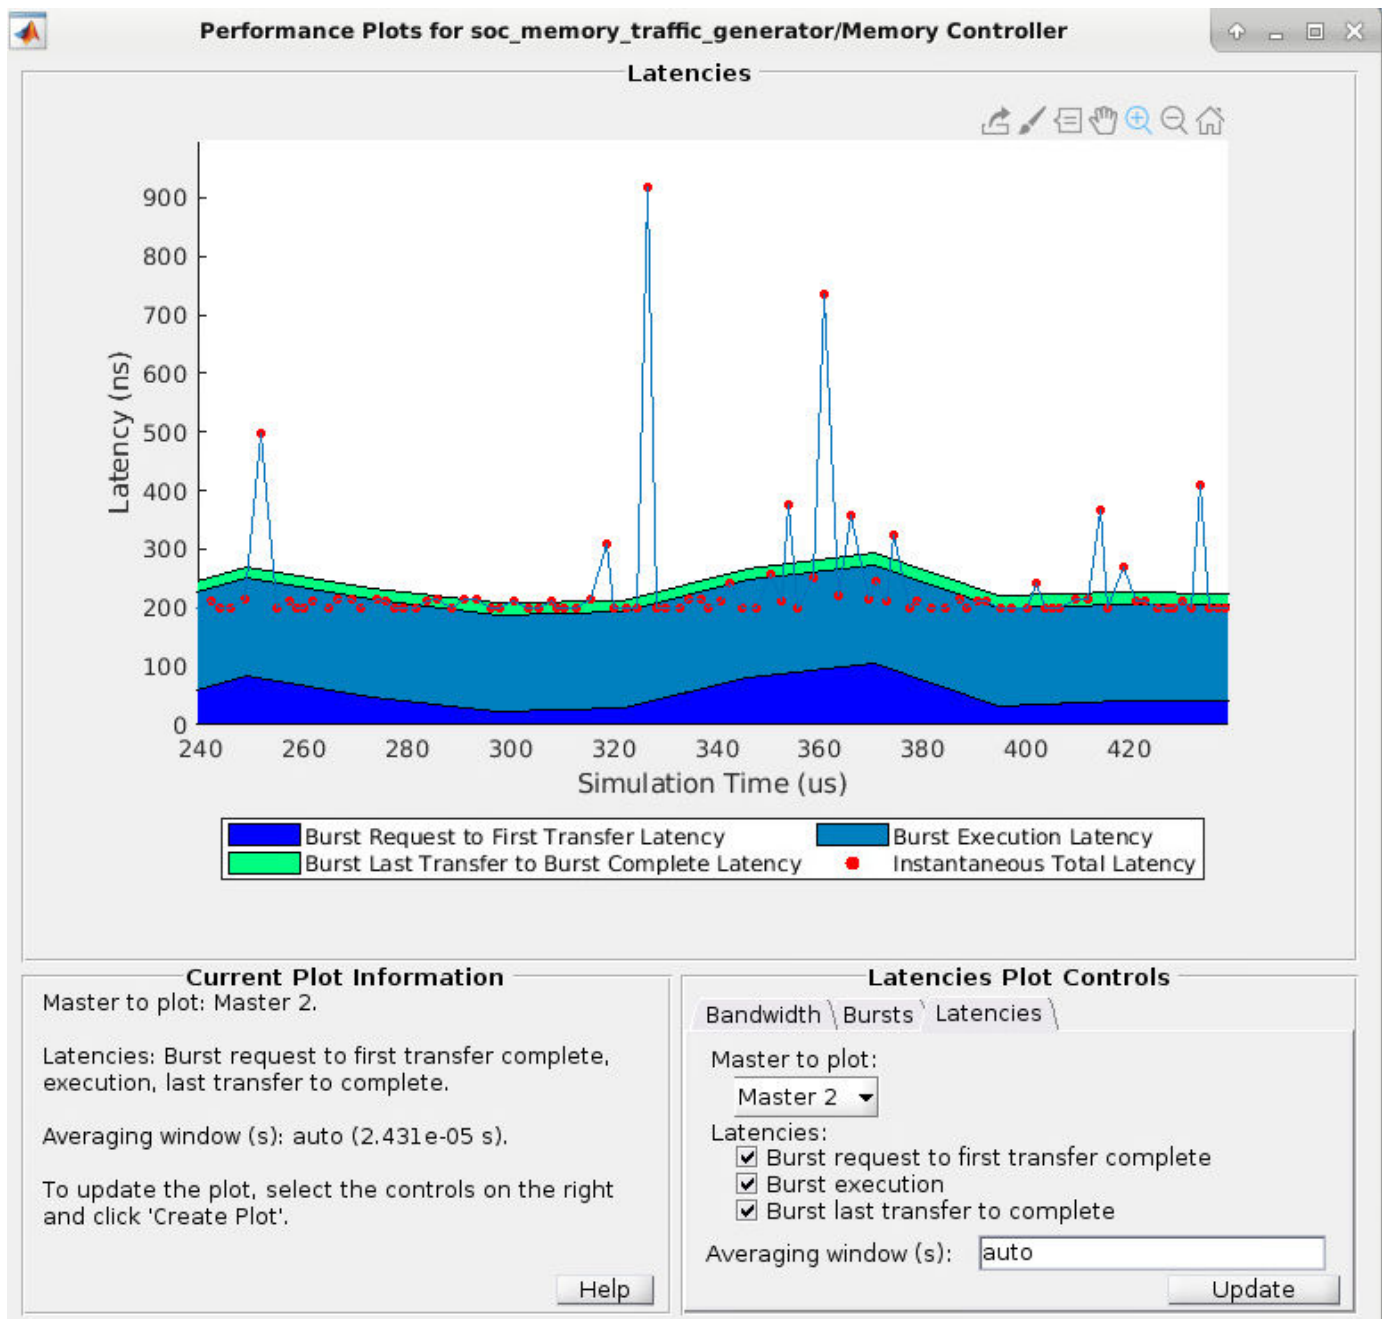 Performance Plots for soc_memory_traffic_generator/Memory Controller
Latencies
900
800
700
600
500
400
300
200
100
0
Latency (ns)
240 260 280 300 320 340 360 380 400 420
Simulation Time (us)
Burst Request to First Transfer Latency
Burst Execution Latency
Burst Last Transfer to Burst Complete Latency
Instantaneous Total Latency
Current Plot Information
Master to plot: Master 2.
Latencies: Burst request to first transfer complete,
execution, last transfer to complete.
Averaging window (s): auto (2.431e-05 s).
To update the plot, select the controls on the right
and click 'Create Plot'.
Help
Latencies Plot Controls
Bandwidth Bursts Latencies
Master to plot:
Master 2
Latencies:
Burst request to first transfer complete
Burst execution
Burst last transfer to complete
Averaging window (s): auto
Update